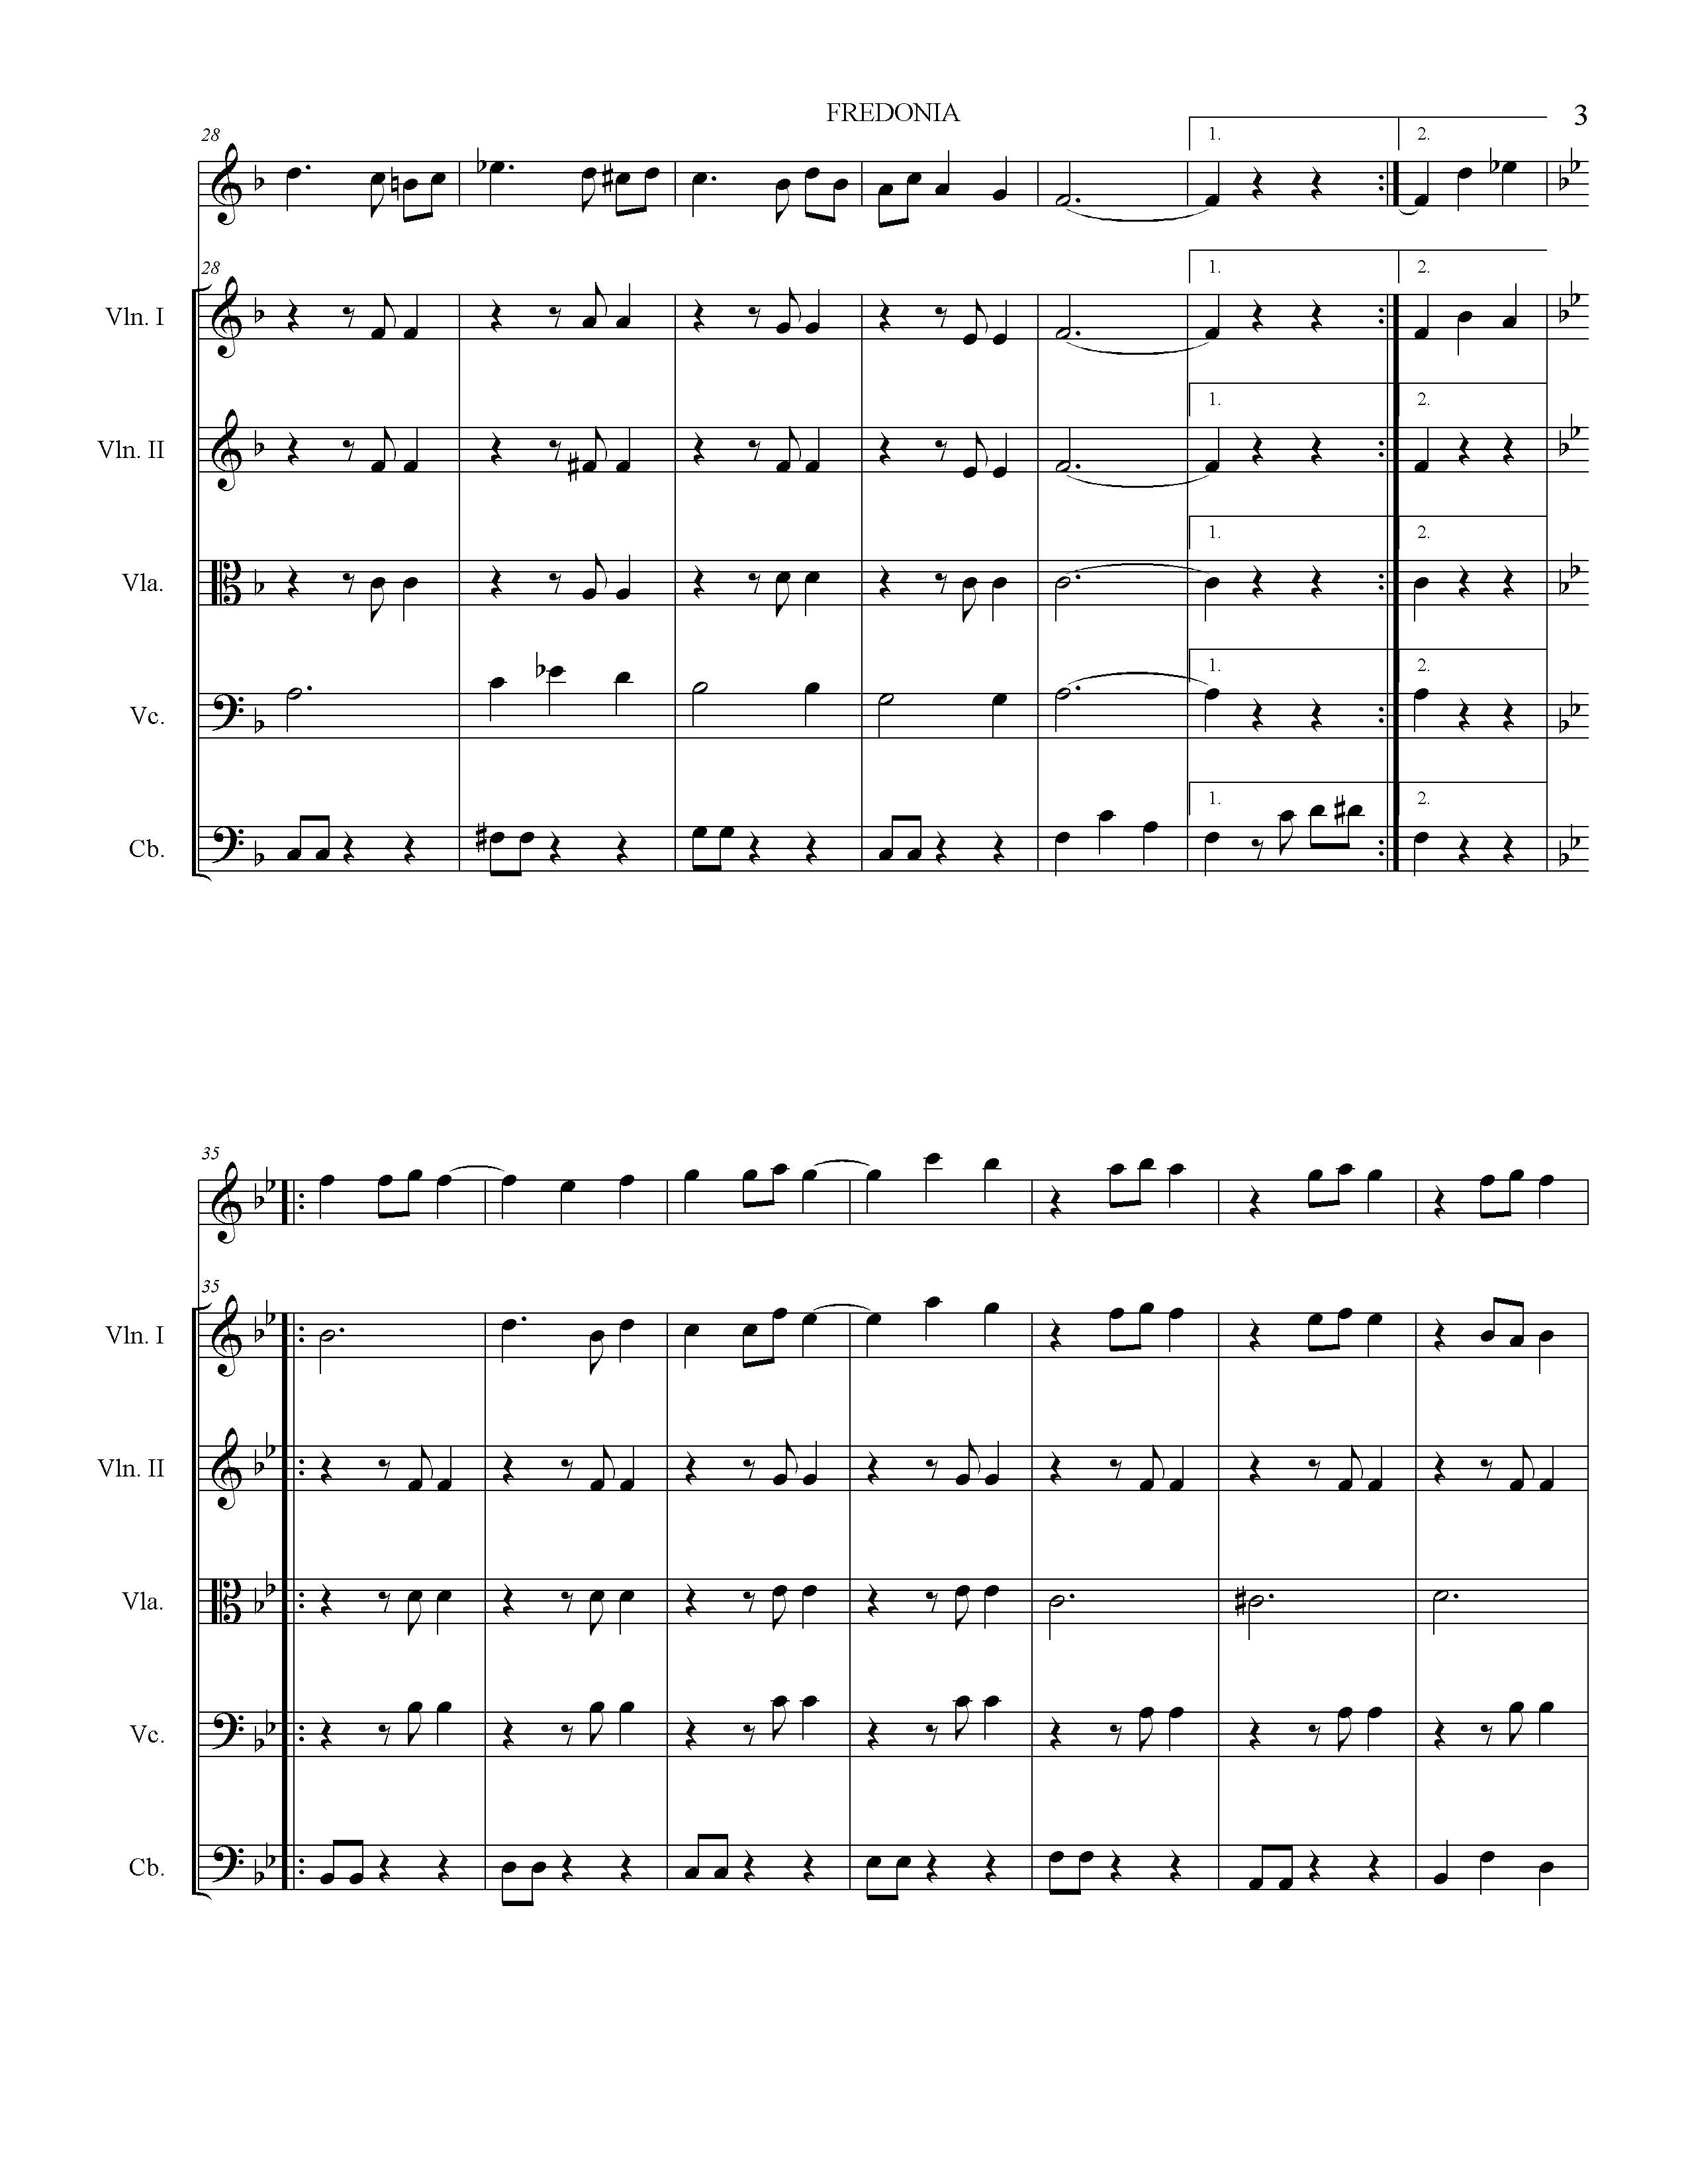 FREDONIA
3
28
1.
2.
28
1.
2.
Vln. I
1.
2.
Vln. II
1.
2.
Vla.
1.
2.
Vc.
1.
2.
Cb.
35
35
Vln. I
Vln. II
Vla.
Vc.
Cb.